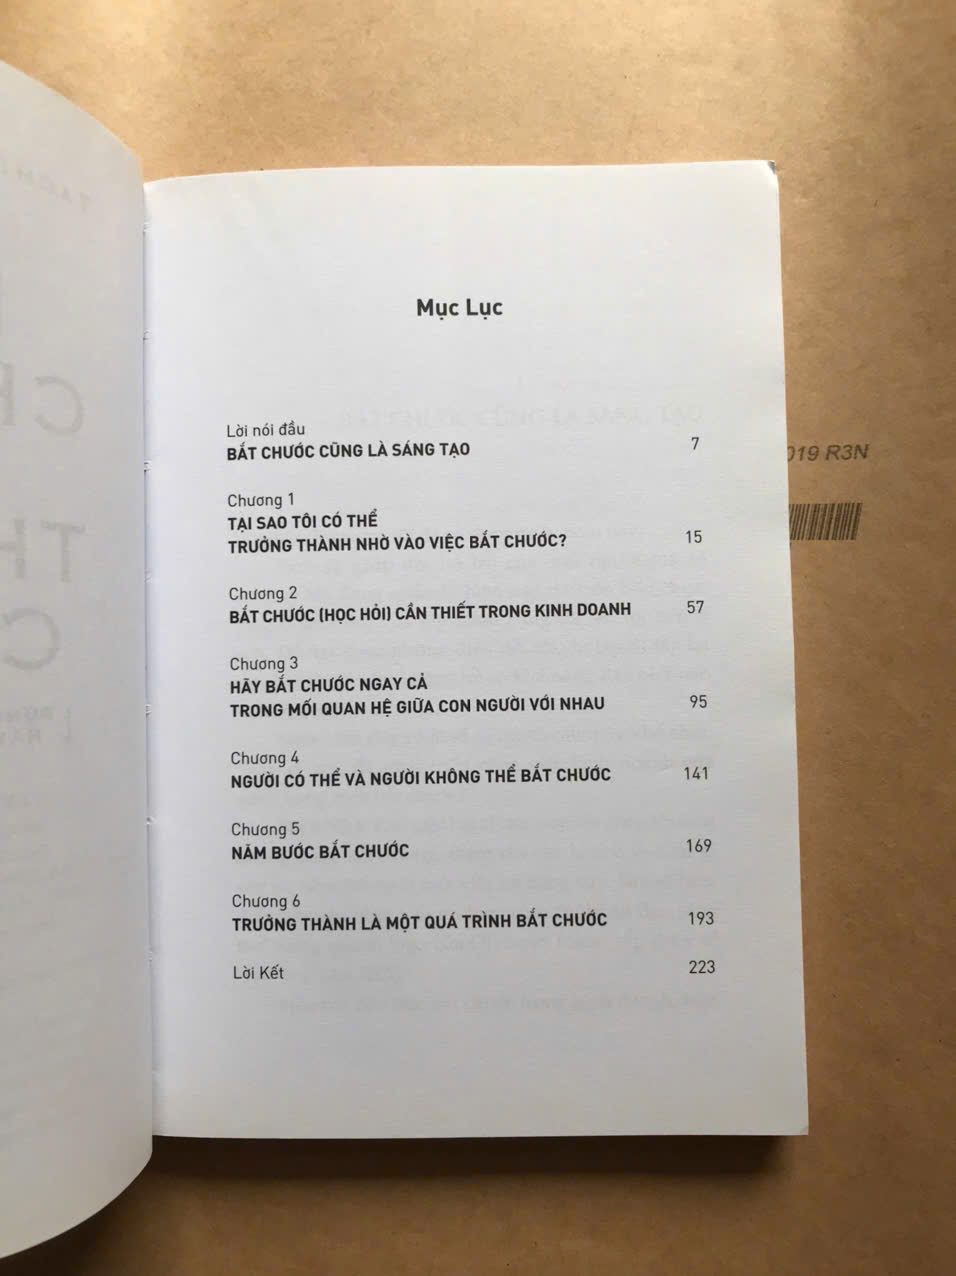 Mục Lục
Lời nói đầu
BẮT CHƯỚC CŨNG LÀ SÁNG TẠO 7
Chương 1
TẠI SAO TÔI CÓ THỂ
TRƯỞNG THÀNH NHỜ VÀO VIỆC BẮT CHƯỚC? 15
Chương 2
BẮT CHƯỚC (HỌC HỎI) CẦN THIẾT TRONG KINH DOANH 57
Chương 3
HÃY BẮT CHƯỚC NGAY CẢ
TRONG MỐI QUAN HỆ GIỮA CON NGƯỜI VỚI NHAU 95
Chương 4
NGƯỜI CÓ THỂ VÀ NGƯỜI KHÔNG THỂ BẮT CHƯỚC 141
Chương 5
NĂM BƯỚC BẮT CHƯỚC 169
Chương 6
TRƯỞNG THÀNH LÀ MỘT QUÁ TRÌNH BẮT CHƯỚC 193
Lời Kết 223
019 R3N